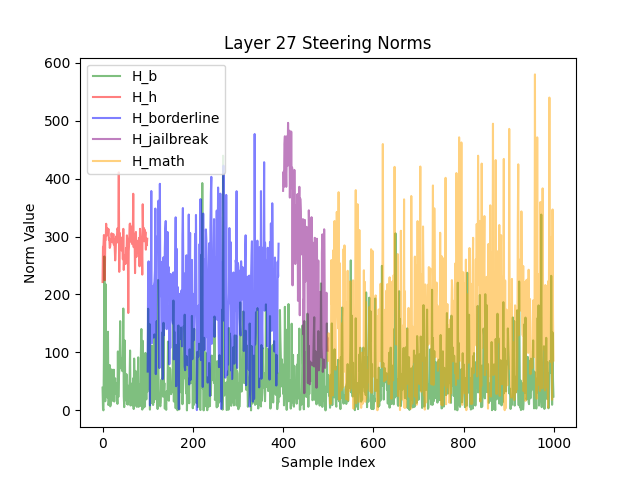 Layer 27 Steering Norms
600
500
400
300
200
100
0
Norm Value
H_b
H_h
H_borderline
H_jailbreak
H_math
0
200
400
600
800
1000
Sample Index